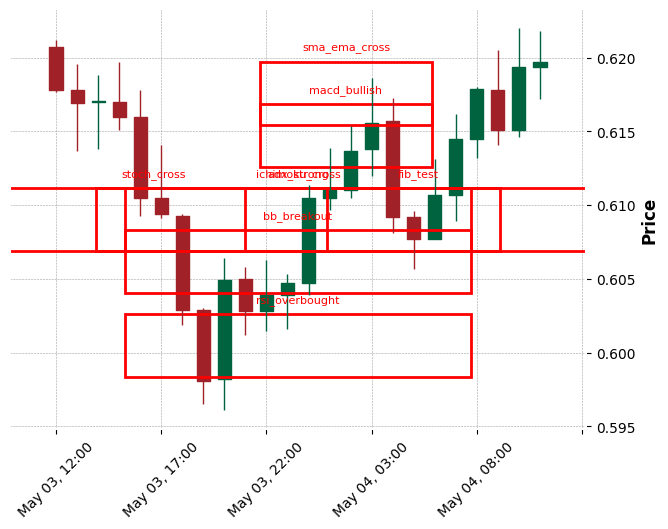 sma_ema_cross
macd_bullish
stoch_cross
adx_strong
fib_test
bb_breakout
rsi_overbought
0.620
0.615
0.610
0.605
0.600
0.595
Price
May 03, 12:00
May 03, 17:00
May 03, 22:00
May 04, 03:00
May 04, 08:00